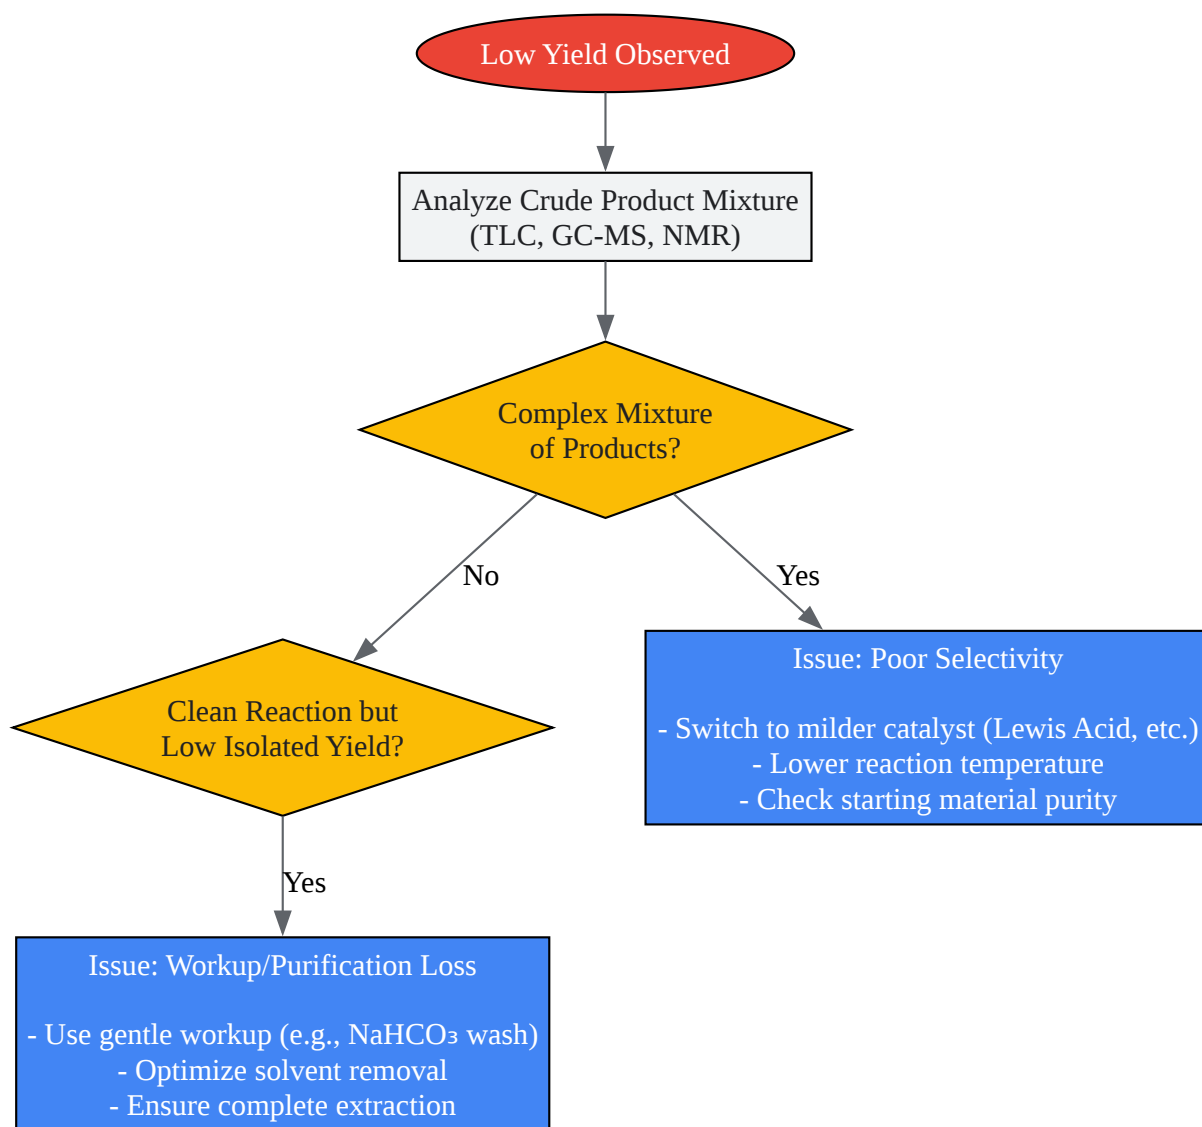 Low Yield Observed
Analyze Crude Product Mixture
(TLC, GC-MS, NMR)
Complex Mixture
of Products?
No
Yes
Clean Reaction but
Low Isolated Yield?
Issue: Poor Selectivity
- Switch to milder catalyst (Lewis Acid, etc.)
- Lower reaction temperature
- Check starting material purity
Yes
Issue: Workup/Purification Loss
- Use gentle workup (e.g., NaHCO₃ wash)
- Optimize solvent removal
- Ensure complete extraction